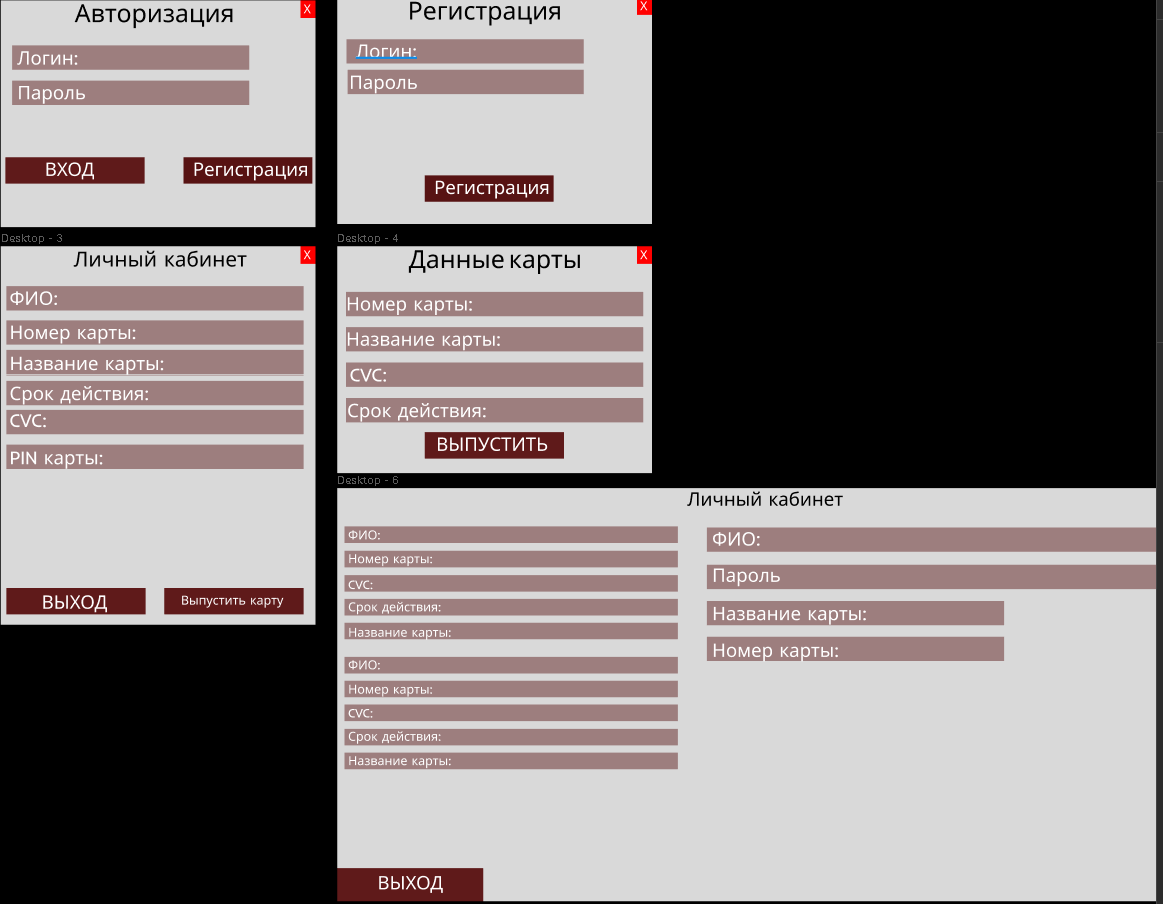 Авторизация
X
Логин:
Пароль
ВХОД
Регистрация
Регистрация
X
Логин:
Пароль
Регистрация
Desktop - 3
Личный кабинет
X
ФИО:
Номер карты:
Название карты:
Срок действия:
CVC:
PIN карты:
ВЫХОД
Выпустить карту
Desktop - 4
Данные карты
X
Номер карты:
Название карты:
CVC:
Срок действия:
ВЫПУСТИТЬ
Desktop - 6
Личный кабинет
ФИО:
Номер карты:
CVC:
Срок действия:
Название карты:
ФИО:
Номер карты:
CVC:
Срок действия:
Название карты:
ФИО:
Пароль
Название карты:
Номер карты:
ВЫХОД